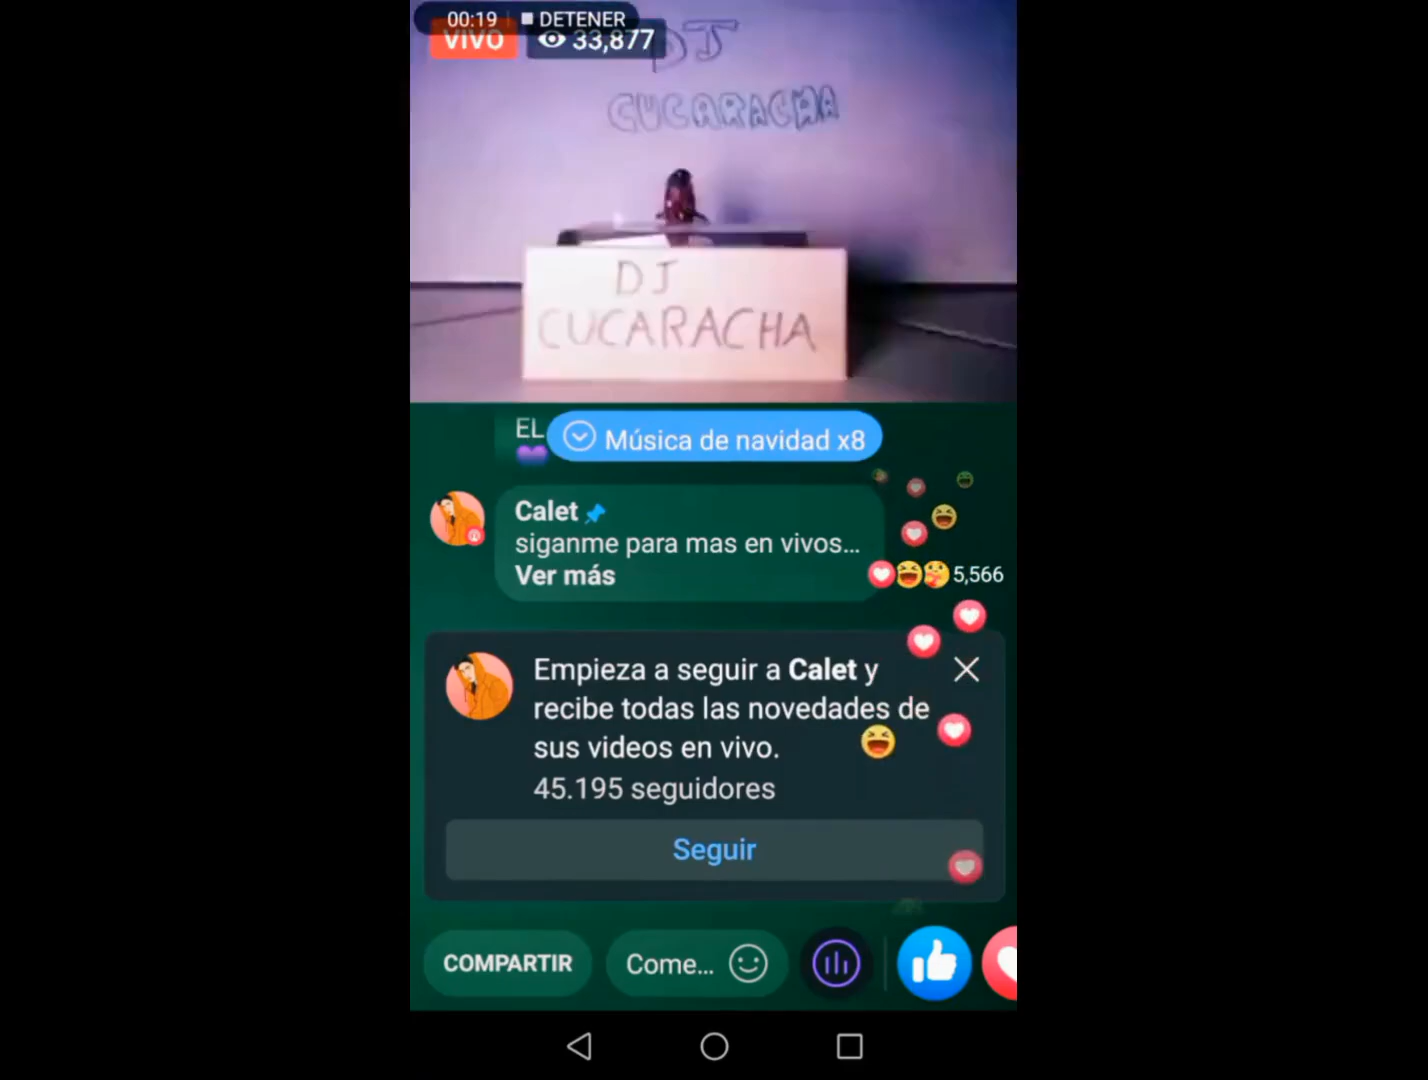 00:19 DETENER
VIVO 33,877
DJ
CUCARACHA
DJ
CUCARACHA
EL
Música de navidad x8
Calet
siganme para mas en vivos...
Ver más
5,566
Empieza a seguir a Calet y
recibe todas las novedades de
sus videos en vivo.
45.195 seguidores
Seguir
COMPARTIR
Come...